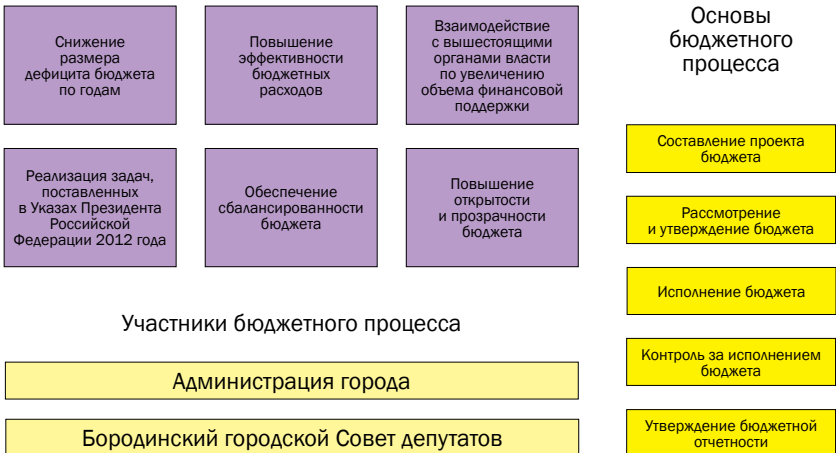 Снижение
размера
дефицита бюджета
по годам
Повышение
эффективности
бюджетных
расходов
Взаимодействие
с вышестоящими
органами власти
по увеличению
объема финансовой
поддержки
Реализация задач,
поставленных
в Указах Президента
Российской
Федерации 2012 года
Обеспечение
сбалансированности
бюджета
Повышение
открытости
и прозрачности
бюджета
Участники бюджетного процесса
Администрация города
Бородинский городской Совет депутатов
Основы
бюджетного
процесса
Составление проекта
бюджета
Рассмотрение
и утверждение бюджета
Исполнение бюджета
Контроль за исполнением
бюджета
Утверждение бюджетной
отчетности